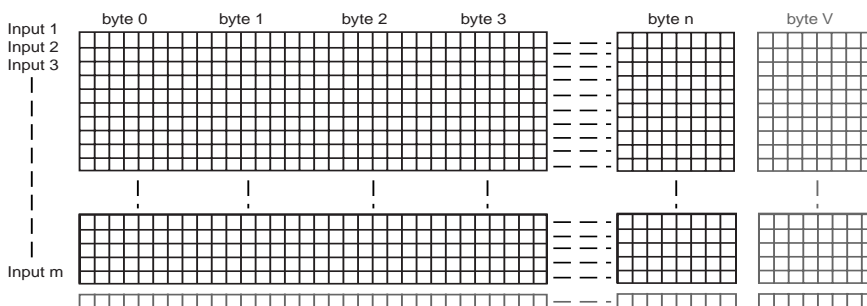 byte 0 byte 1 byte 2 byte 3 byte n byte V
Input 1
Input 2
Input 3
Input m